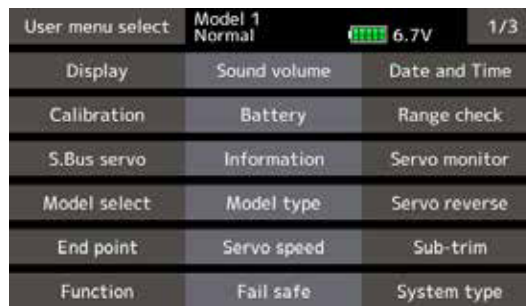 User menu select Model 1 Normal 6.7V 1/3
Display Sound volume Date and Time
Calibration Battery Range check
S.Bus servo Information Servo monitor
Model select Model type Servo reverse
End point Servo speed Sub-trim
Function Fail safe System type